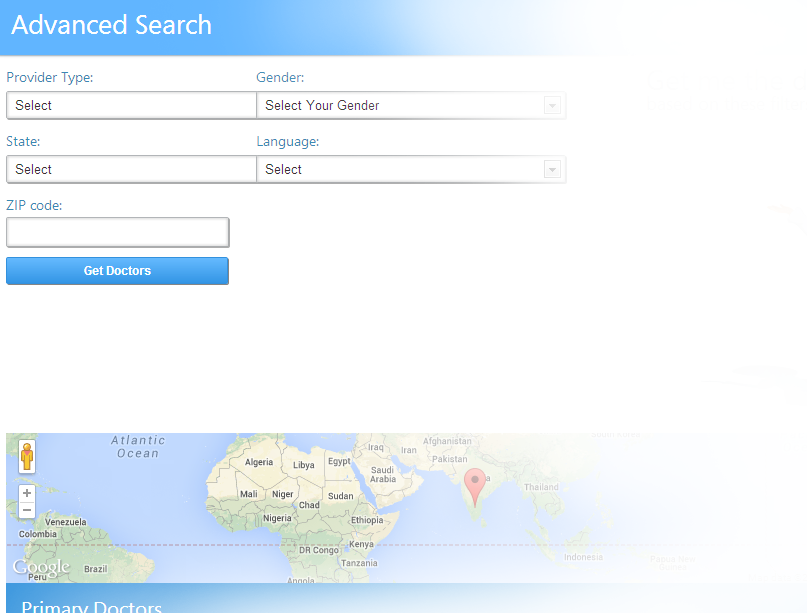 Advanced Search
Provider Type:
Gender:
Select
Select Your Gender
State:
Language:
Select
Select
ZIP code:
Get Doctors
Atlantic
Ocean
Algeria
Libya
Egypt
Iraq
Iran
Afghanistan
Pakistan
Saudi
Arabia
Mali
Niger
Chad
Sudan
Thailand
Nigeria
Ethiopia
Venezuela
Colombia
DR Congo
Kenya
Tanzania
Indonesia
Papua New
Google
Peru
Brazil
Angola
Primary Doctors